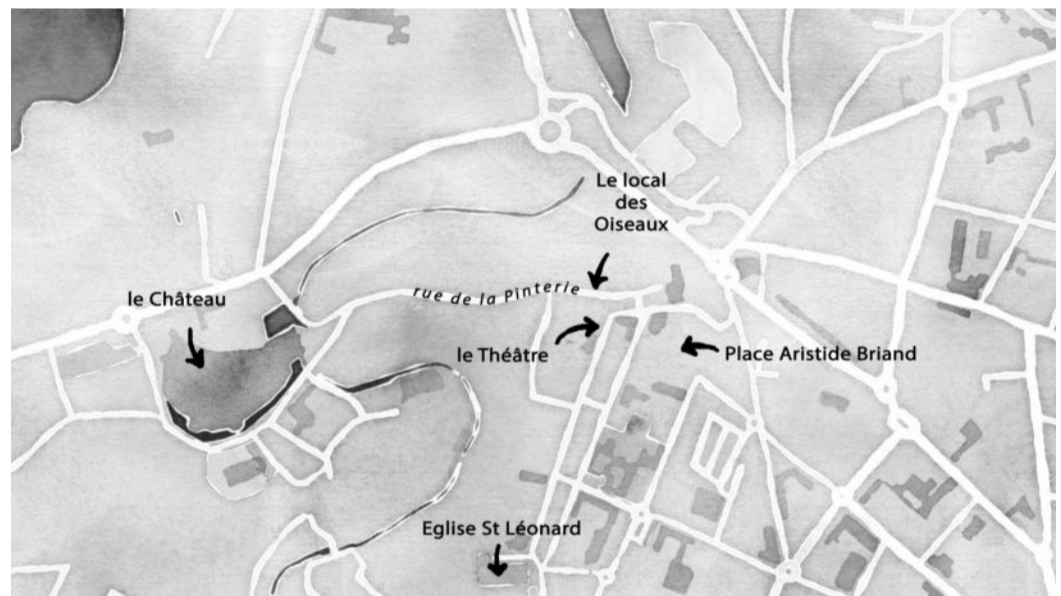 Le local
des
Oiseaux
rue de la Pinterie
le Château
le Théâtre
Place Aristide Briand
Eglise St Léonard